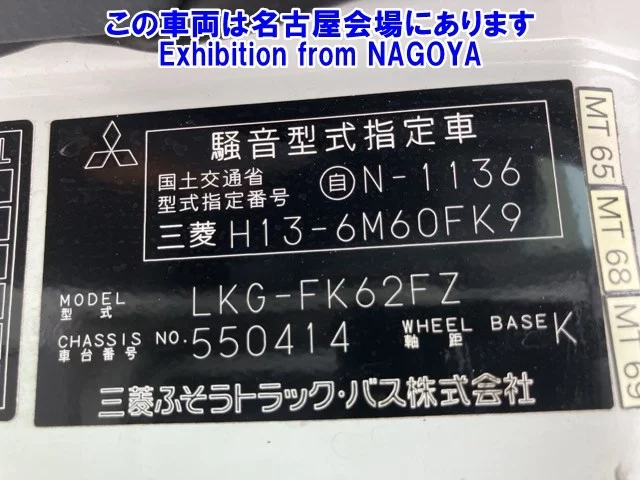 この車両は名古屋会場にあります
Exhibition from NAGOYA
騒音型式指定車
国土交通省
型式指定番号 自 N-1136
三菱 H13-6M60FK9
MODEL
型式 LKG-FK62FZ
CHASSIS NO.
車台番号 550414
WHEEL BASE
軸距 K
三菱ふそうトラック・バス株式会社
MT 65
MT 68
MT 69